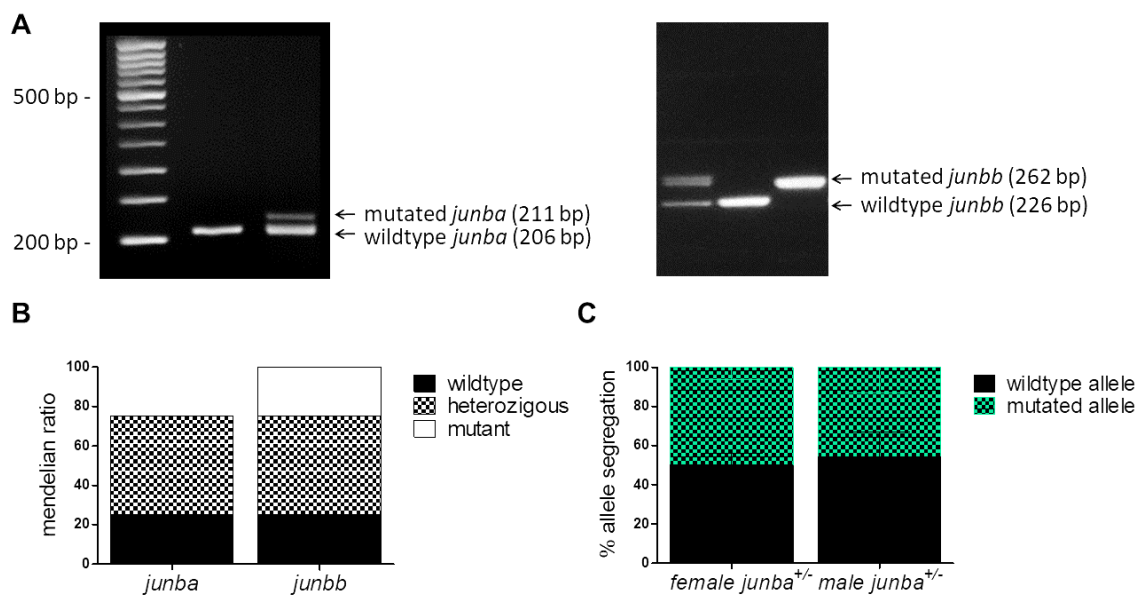 A
500 bp -
200 bp -
← mutated junba (211 bp)
← wildtype junba (206 bp)
← mutated junbb (262 bp)
← wildtype junbb (226 bp)
B
mendelian ratio
100
80
60
40
20
0
junba
junbb
wildtype
heterozigous
mutant
C
% allele segregation
100
80
60
40
20
0
female junba+/-
male junba+/-
wildtype allele
mutated allele